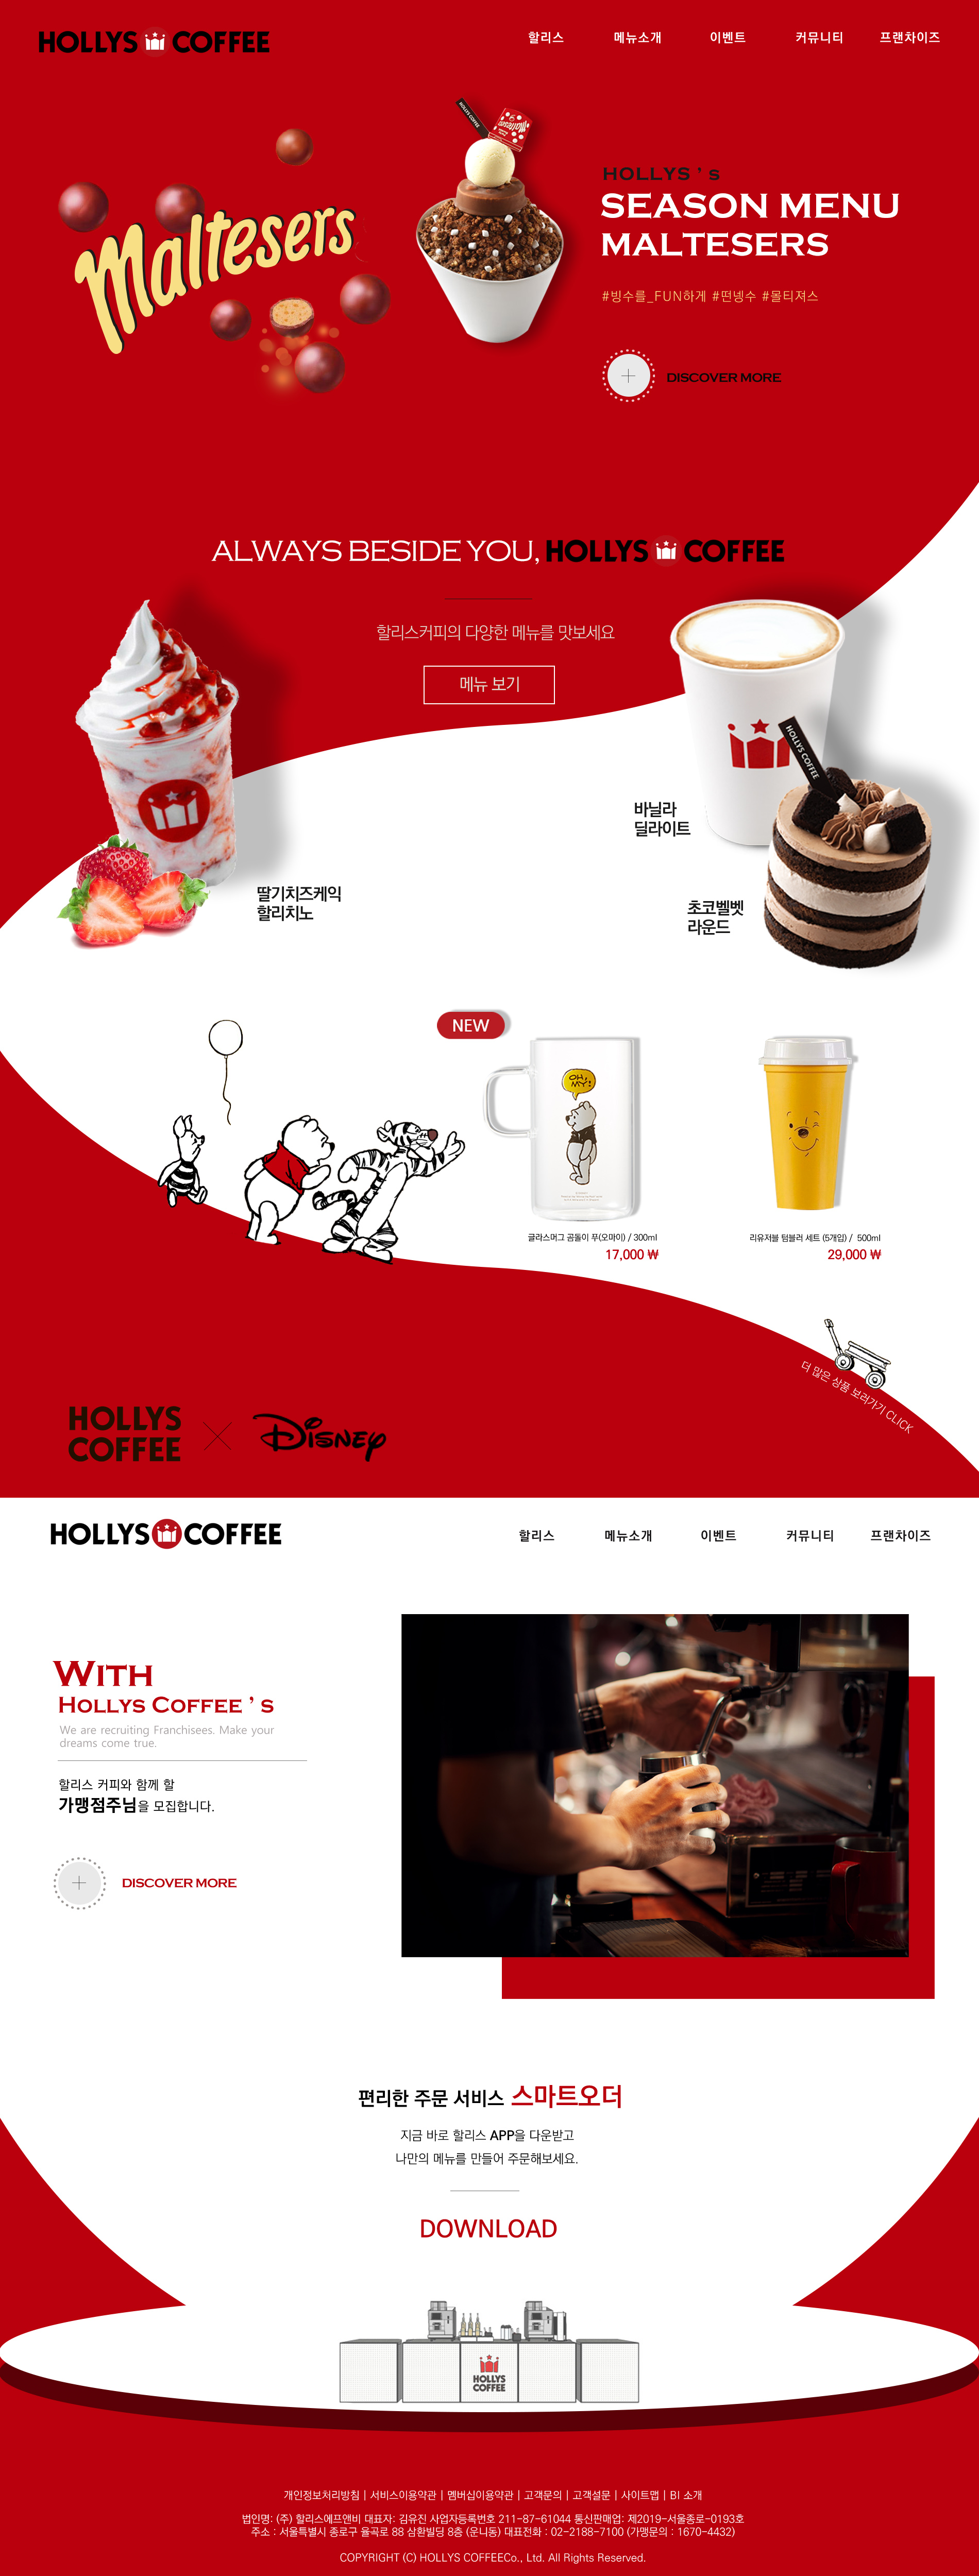 HOLLYS COFFEE
할리스 메뉴소개 이벤트 커뮤니티 프랜차이즈
HOLLYS COFFEE
Maltesers
Maltesers
HOLLYS ' s
SEASON MENU
MALTESERS
#빙수를_FUN하게 #떤넹수 #몰티져스
DISCOVER MORE
ALWAYS BESIDE YOU, HOLLYS COFFEE
할리스커피의 다양한 메뉴를 맛보세요
메뉴 보기
HOLLYS COFFEE
바닐라
딜라이트
딸기치즈케익
할리치노
초코벨벳
라운드
NEW
OH, MY!
글라스머그 곰돌이 푸(오마이) / 300ml
17,000 ₩
리유저블 텀블러 세트 (5개입) / 500ml
29,000 ₩
더 많은 상품 보러가기 CLICK
HOLLYS
COFFEE
Disney
HOLLYS COFFEE
할리스 메뉴소개 이벤트 커뮤니티 프랜차이즈
WITH
HOLLYS COFFEE ' S
We are recruiting Franchisees. Make your
dreams come true.
할리스 커피와 함께 할
가맹점주님을 모집합니다.
DISCOVER MORE
편리한 주문 서비스 스마트오더
지금 바로 할리스 APP을 다운받고
나만의 메뉴를 만들어 주문해보세요.
DOWNLOAD
HOLLYS
COFFEE
개인정보처리방침 | 서비스이용약관 | 멤버십이용약관 | 고객문의 | 고객설문 | 사이트맵 | BI 소개
법인명: (주) 할리스에프앤비 대표자: 김유진 사업자등록번호 211-87-61044 통신판매업: 제2019-서울종로-0193호
주소 : 서울특별시 종로구 율곡로 88 삼환빌딩 8층 (운니동) 대표전화 : 02-2188-7100 (가맹문의 : 1670-4432)
COPYRIGHT (C) HOLLYS COFFEECo., Ltd. All Rights Reserved.